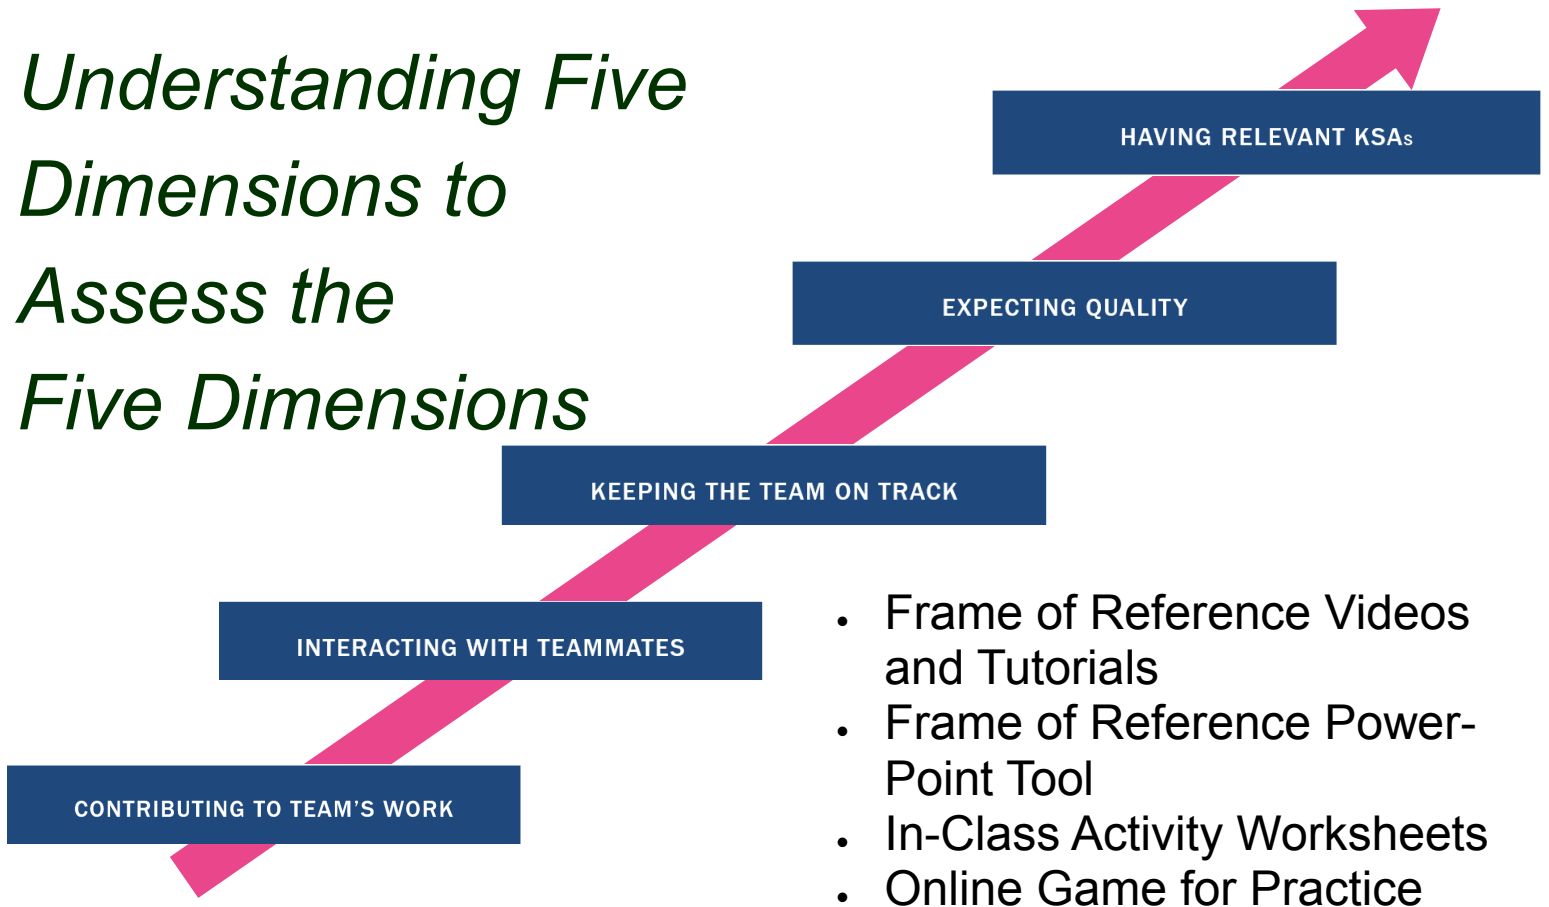 Understanding Five
Dimensions to
Assess the
Five Dimensions
HAVING RELEVANT KSAs
EXPECTING QUALITY
KEEPING THE TEAM ON TRACK
INTERACTING WITH TEAMMATES
CONTRIBUTING TO TEAM’S WORK
• Frame of Reference Videos
and Tutorials
• Frame of Reference Power-
Point Tool
• In-Class Activity Worksheets
• Online Game for Practice